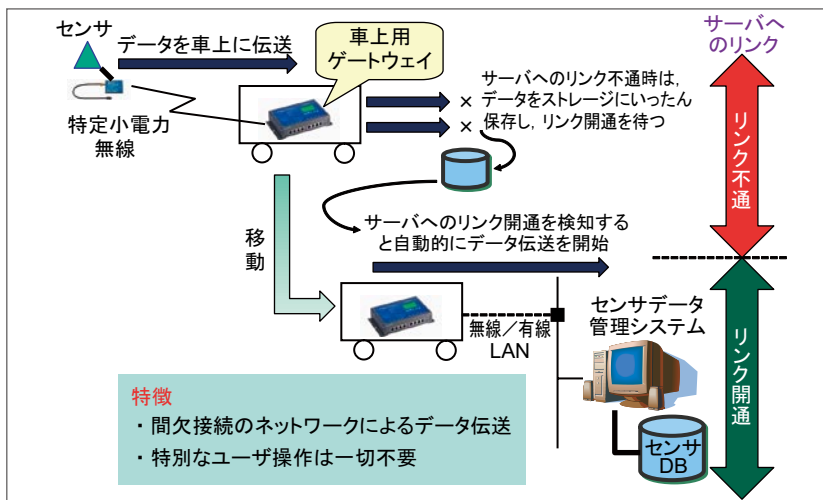 センサ
データを車上に伝送
車上用
ゲートウェイ
サーバへ
のリンク
特定小電力
無線
×
×
サーバへのリンク不通時は,
データをストレージにいったん
保存し,リンク開通を待つ
リンク不通
移動
サーバへのリンク開通を検知する
と自動的にデータ伝送を開始
無線/有線
LAN
センサデータ
管理システム
センサ
DB
リンク開通
特徴
・間欠接続のネットワークによるデータ伝送
・特別なユーザ操作は一切不要